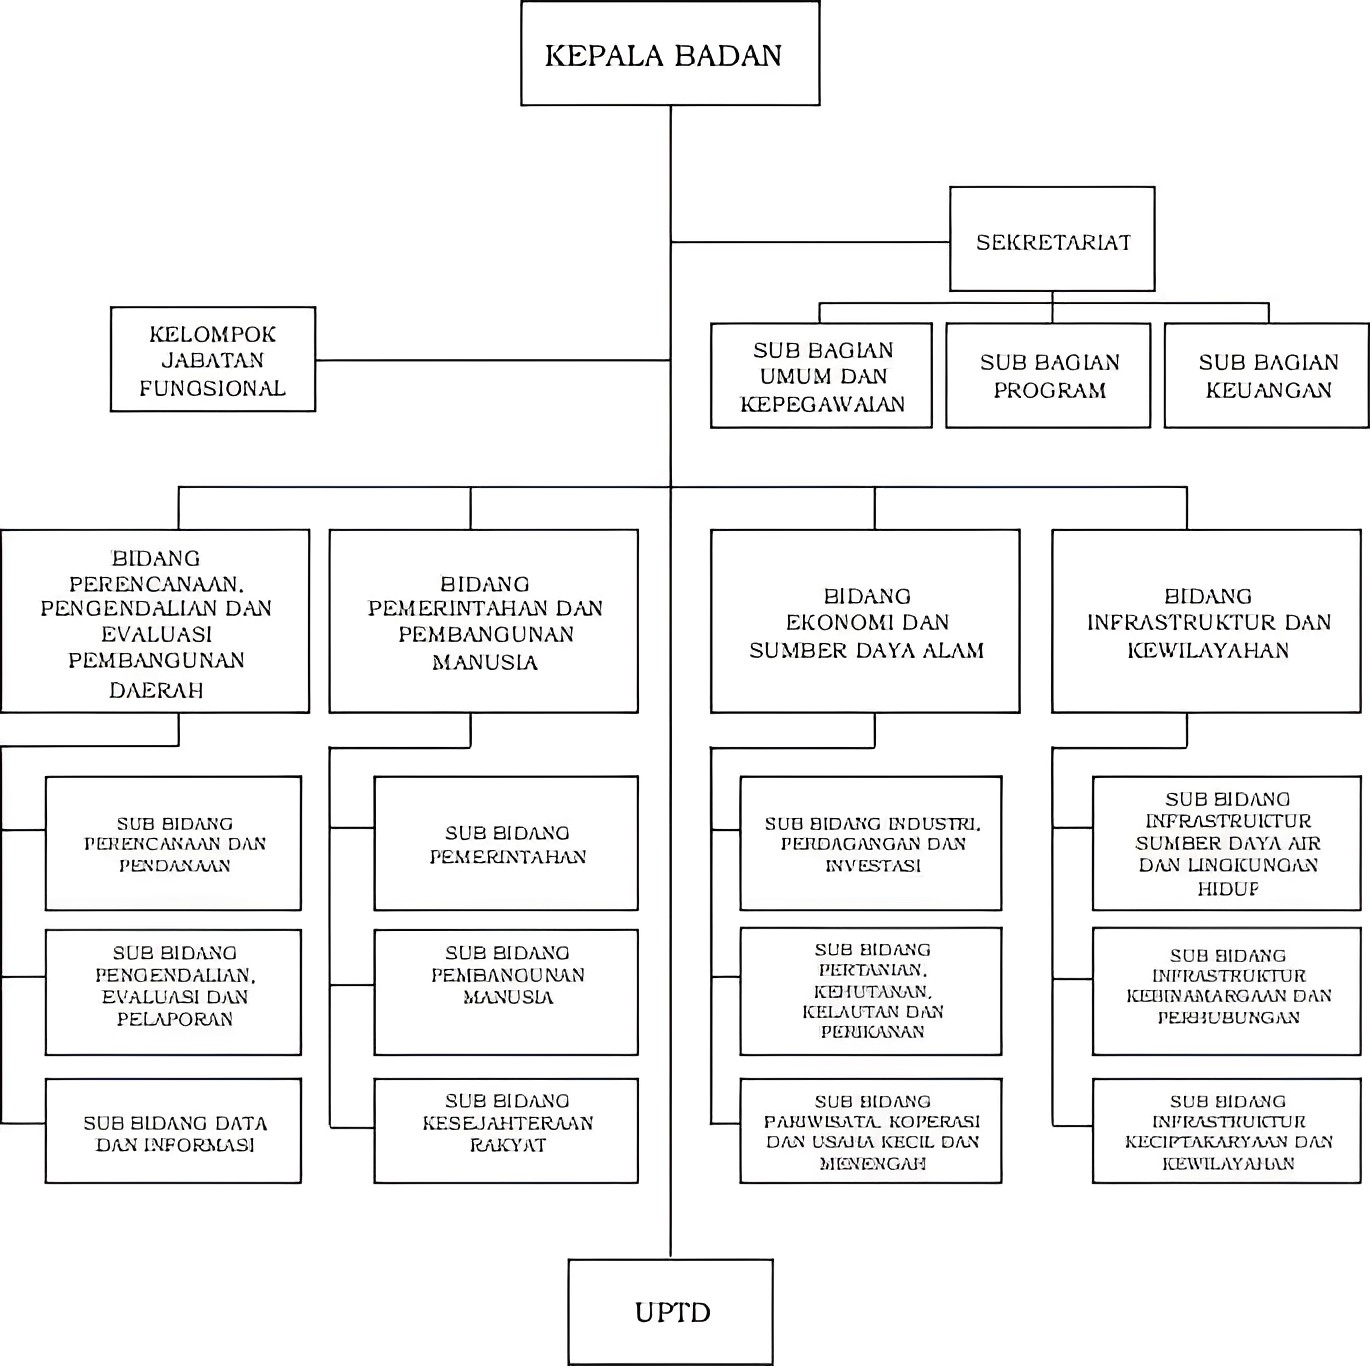 KEPALA BADAN
SEKRETARIAT
KELOMPOK
JABATAN
FUNGSIONAL
SUB BAGIAN
UMUM DAN
KEPEGAWAIAN
SUB BAGIAN
PROGRAM
SUB BAGIAN
KEUANGAN
BIDANG
PERENCANAAN,
PENGENDALIAN DAN
EVALUASI
PEMBANGUNAN
DAERAH
BIDANG
PEMERINTAHAN DAN
PEMBANGUNAN
MANUSIA
BIDANG
EKONOMI DAN
SUMBER DAYA ALAM
BIDANG
INFRASTRUKTUR DAN
KEWILAYAHAN
SUB BIDANG
PERENCANAAN DAN
PENDANAAN
SUB BIDANG
PEMERINTAHAN
SUB BIDANG INDUSTRI,
PERDAGANGAN DAN
INVESTASI
SUB BIDANG
INFRASTRUKTUR
SUMBER DAYA AIR
DAN LINGKUNGAN
HIDUP
SUB BIDANG
PENGENDALIAN,
EVALUASI DAN
PELAPORAN
SUB BIDANG
PEMBANGUNAN
MANUSIA
SUB BIDANG
PERTANIAN,
KEHUTANAN,
KELAUTAN DAN
PERIKANAN
SUB BIDANG
INFRASTRUKTUR
KEBINAMARGAAN DAN
PERHUBUNGAN
SUB BIDANG DATA
DAN INFORMASI
SUB BIDANG
KESEJAHTERAAN
RAKYAT
SUB BIDANG
PARIWISATA, KOPERASI
DAN USAHA KECIL DAN
MENENGAH
SUB BIDANG
INFRASTRUKTUR
KECIPTAKARYAAN DAN
KEWILAYAHAN
UPTD